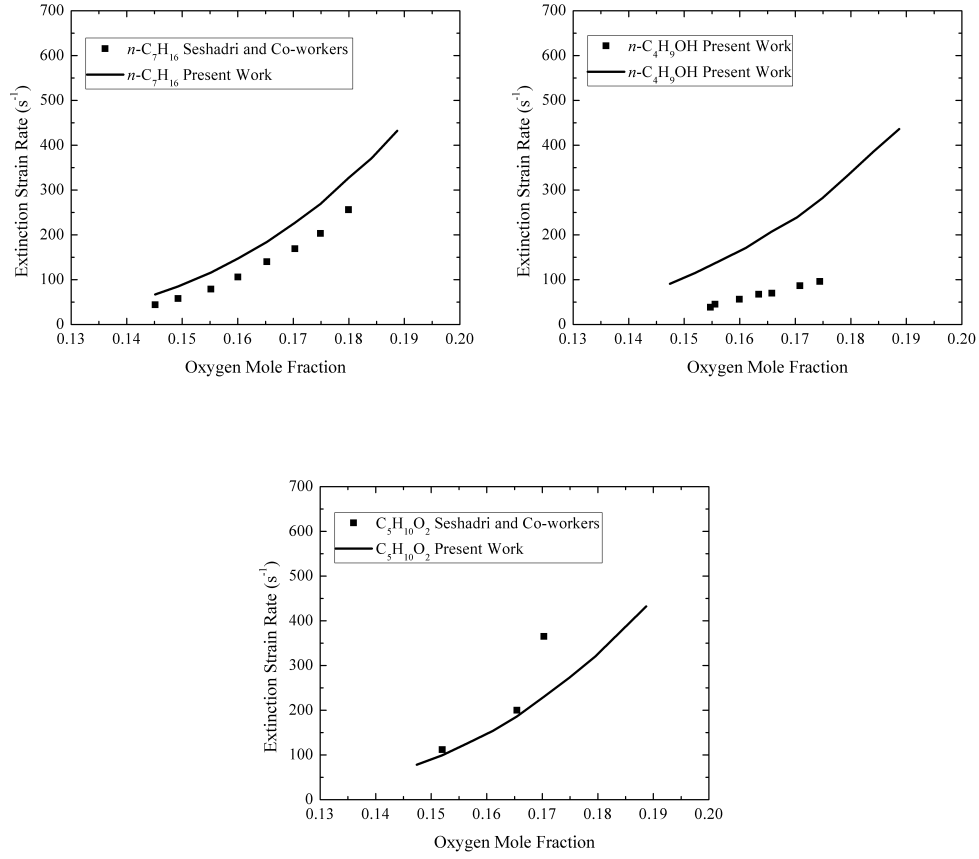 700
600
500
400
300
200
100
0
Extinction Strain Rate (s⁻¹)
n-C₇H₁₆ Seshadri and Co-workers
n-C₇H₁₆ Present Work
0.13 0.14 0.15 0.16 0.17 0.18 0.19 0.20
Oxygen Mole Fraction
700
600
500
400
300
200
100
0
Extinction Strain Rate (s⁻¹)
n-C₄H₉OH Present Work
n-C₄H₉OH Present Work
0.13 0.14 0.15 0.16 0.17 0.18 0.19 0.20
Oxygen Mole Fraction
700
600
500
400
300
200
100
0
Extinction Strain Rate (s⁻¹)
C₅H₁₀O₂ Seshadri and Co-workers
C₅H₁₀O₂ Present Work
0.13 0.14 0.15 0.16 0.17 0.18 0.19 0.20
Oxygen Mole Fraction